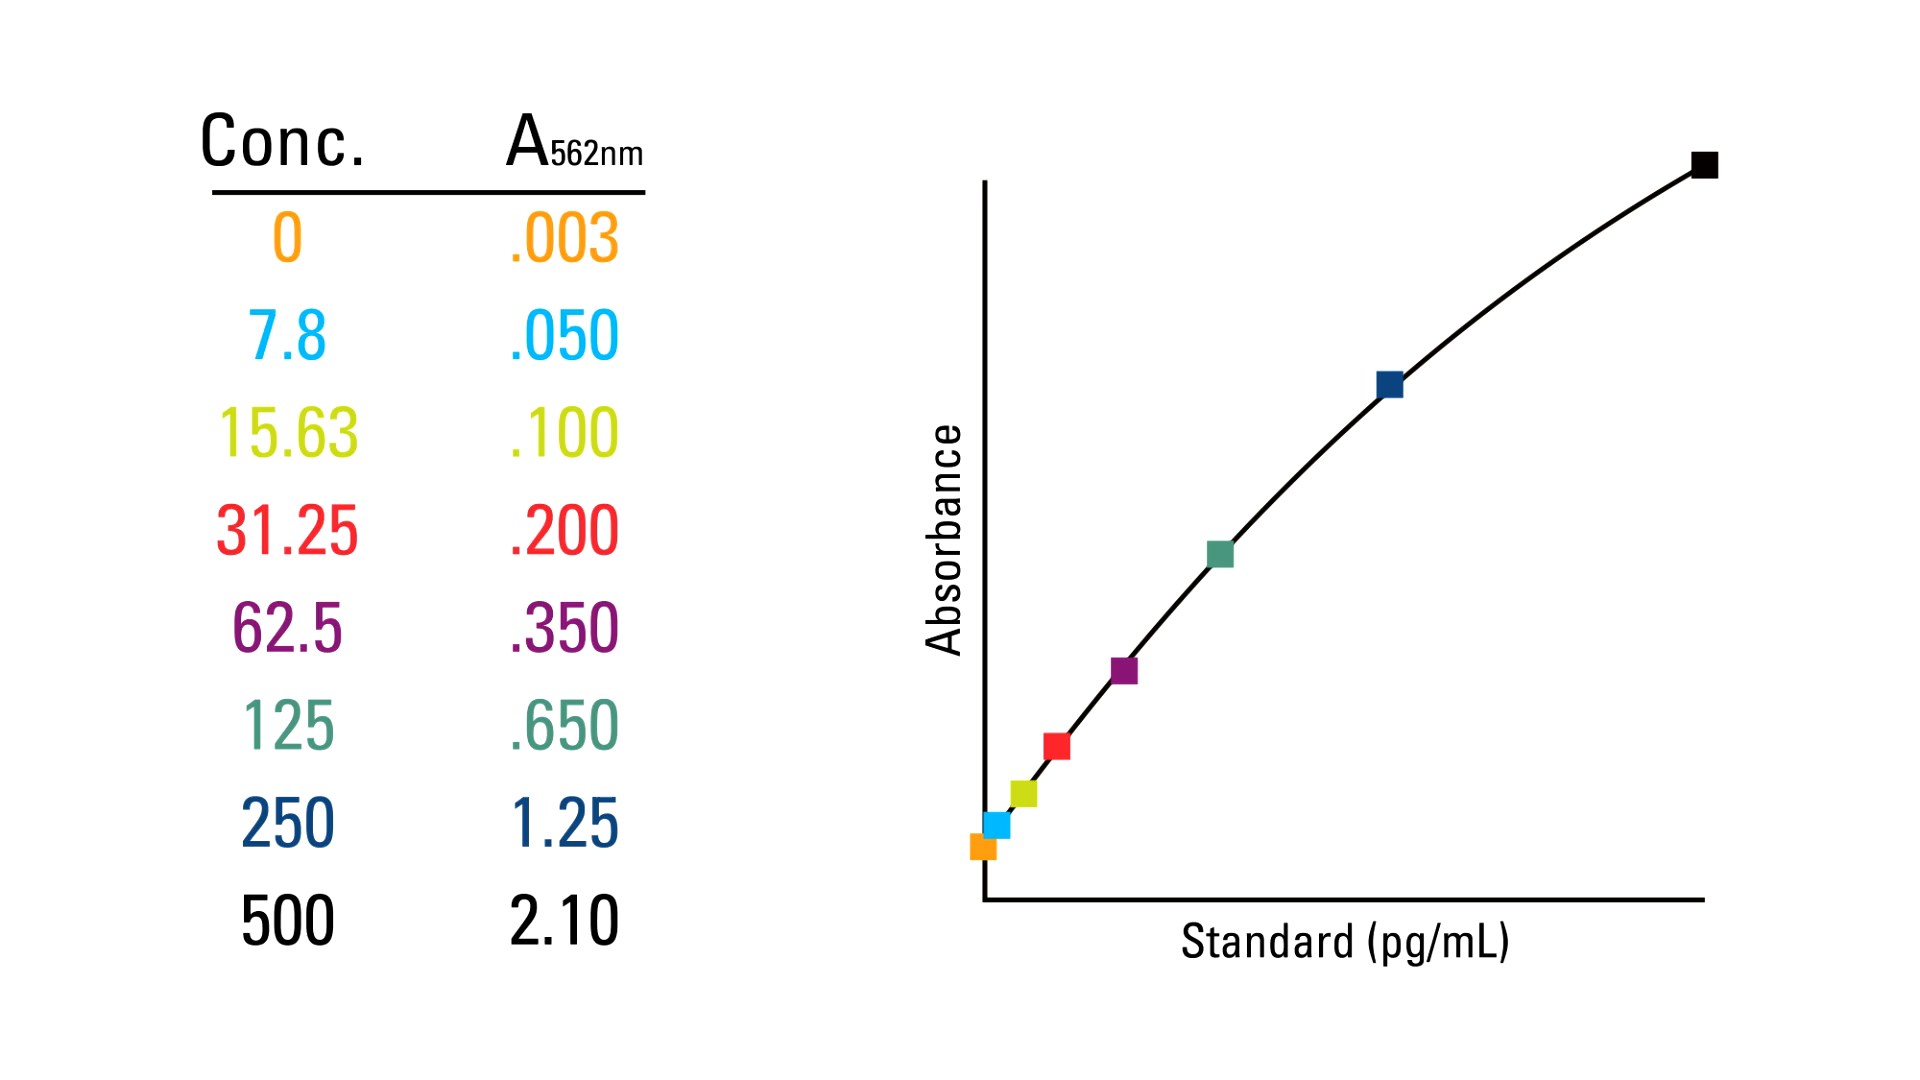 Conc. A562nm
0 .003
7.8 .050
15.63 .100
31.25 .200
62.5 .350
125 .650
250 1.25
500 2.10
Absorbance
Standard (pg/mL)